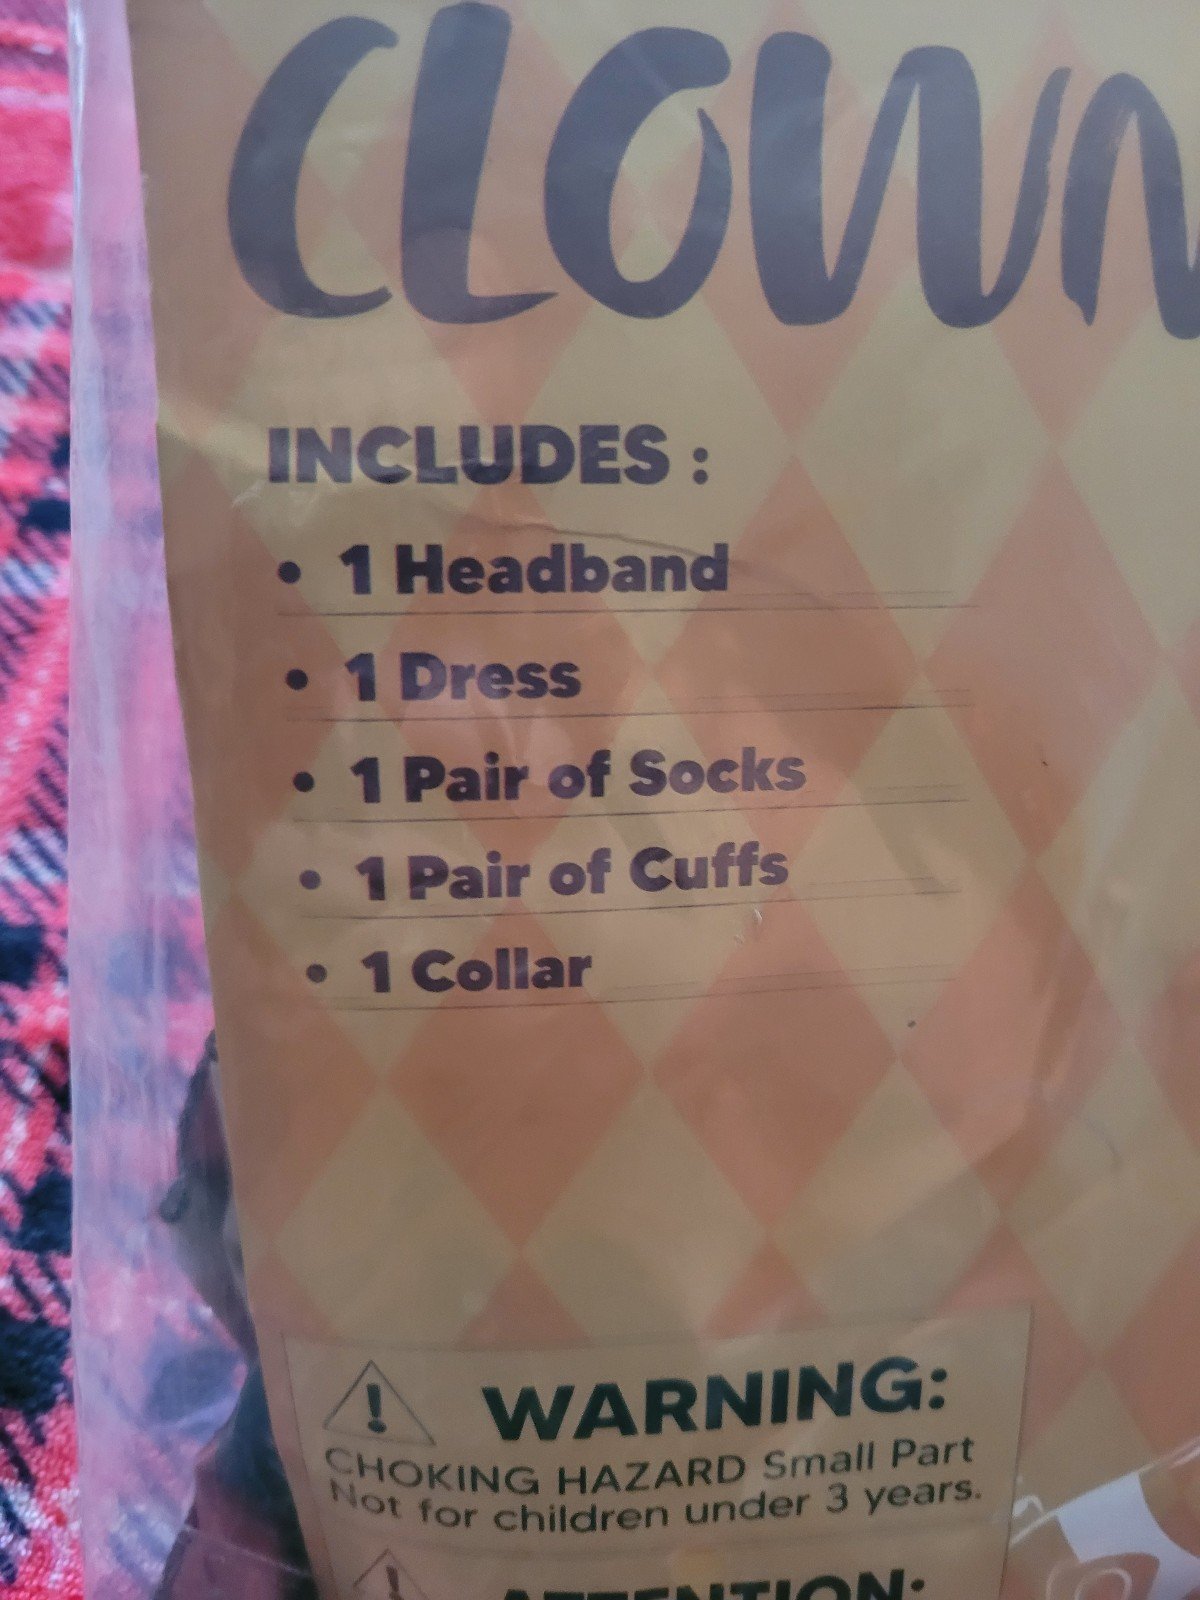 CLOWN
INCLUDES :
• 1 Headband
• 1 Dress
• 1 Pair of Socks
• 1 Pair of Cuffs
• 1 Collar
WARNING:
CHOKING HAZARD Small Part
Not for children under 3 years.
ATTENTION: